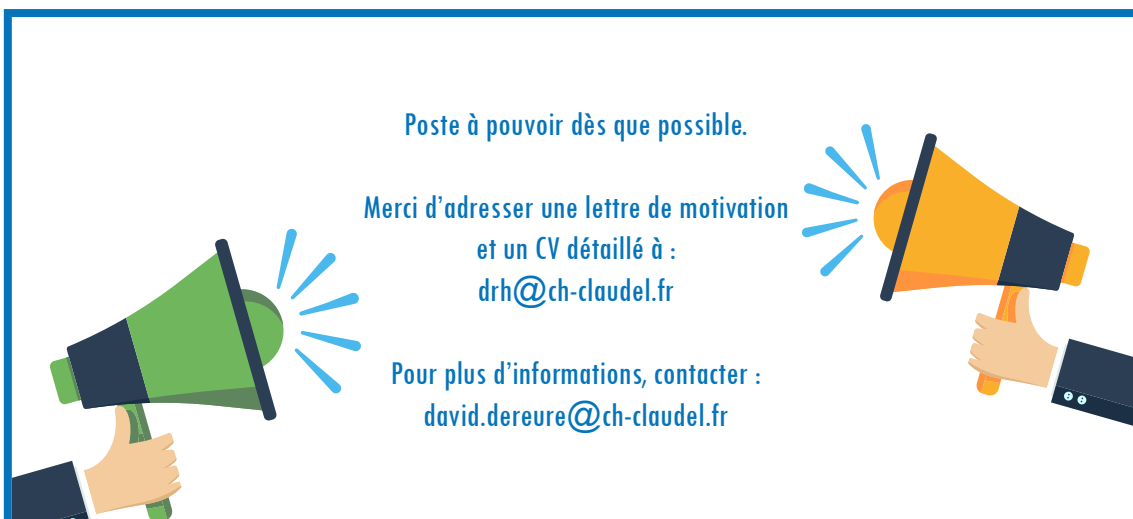 Poste à pouvoir dès que possible.
Merci d’adresser une lettre de motivation
et un CV détaillé à :
drh@ch-claudel.fr
Pour plus d’informations, contacter :
david.dereure@ch-claudel.fr